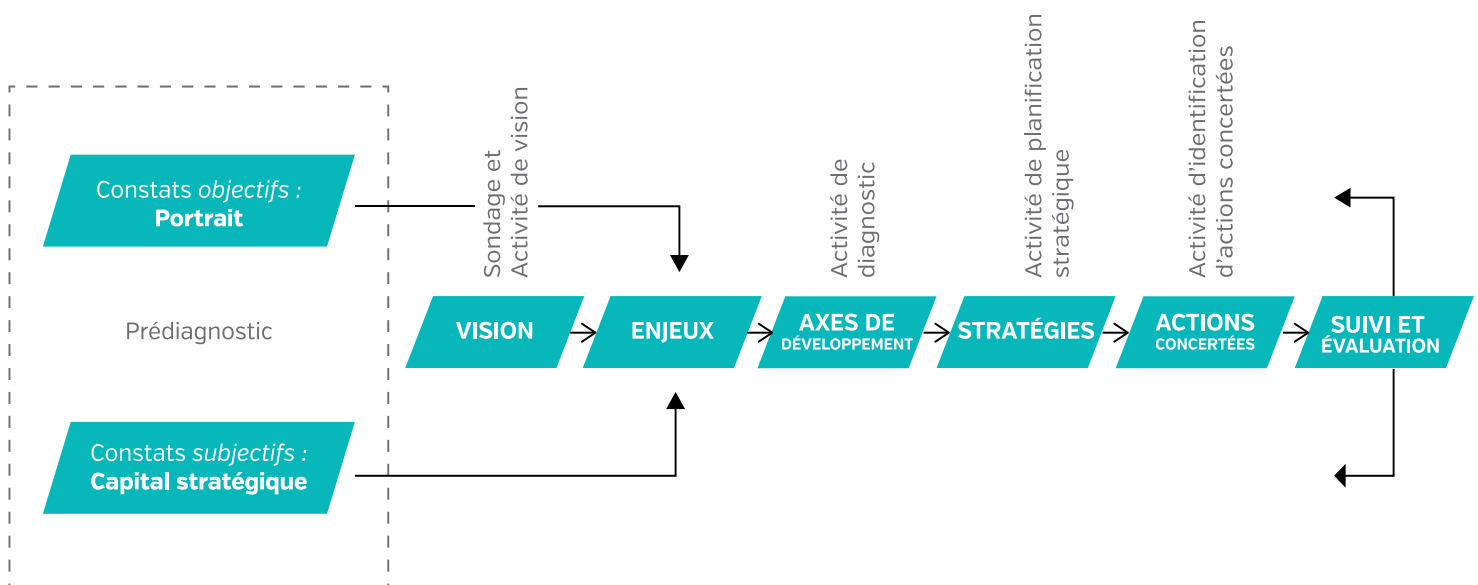 Constats objectifs :
Portrait
Prédiagnostic
Constats subjectifs :
Capital stratégique
Sondage et
Activité de vision
Activité de
diagnostic
Activité de planification
stratégique
Activité d'identification
d'actions concertées
VISION
ENJEUX
AXES DE
DÉVELOPPEMENT
STRATÉGIES
ACTIONS
CONCERTÉES
SUIVI ET
ÉVALUATION